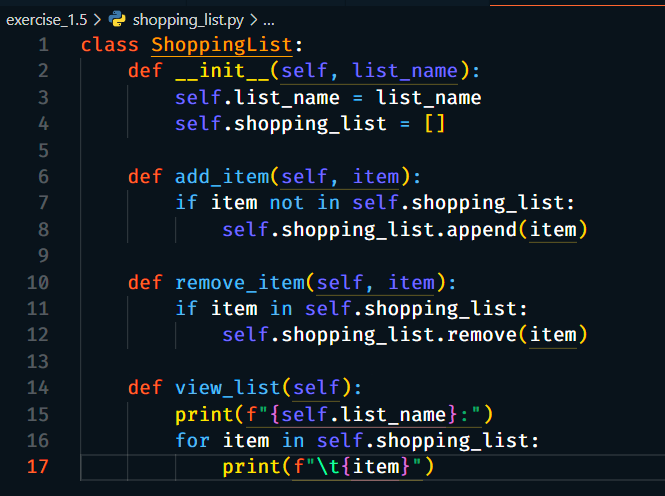 exercise_1.5 > shopping_list.py > ...
1 class ShoppingList:
2     def __init__(self, list_name):
3         self.list_name = list_name
4         self.shopping_list = []
5
6     def add_item(self, item):
7         if item not in self.shopping_list:
8             self.shopping_list.append(item)
9
10     def remove_item(self, item):
11         if item in self.shopping_list:
12             self.shopping_list.remove(item)
13
14     def view_list(self):
15         print(f"{self.list_name}:")
16         for item in self.shopping_list:
17             print(f"\t{item}")